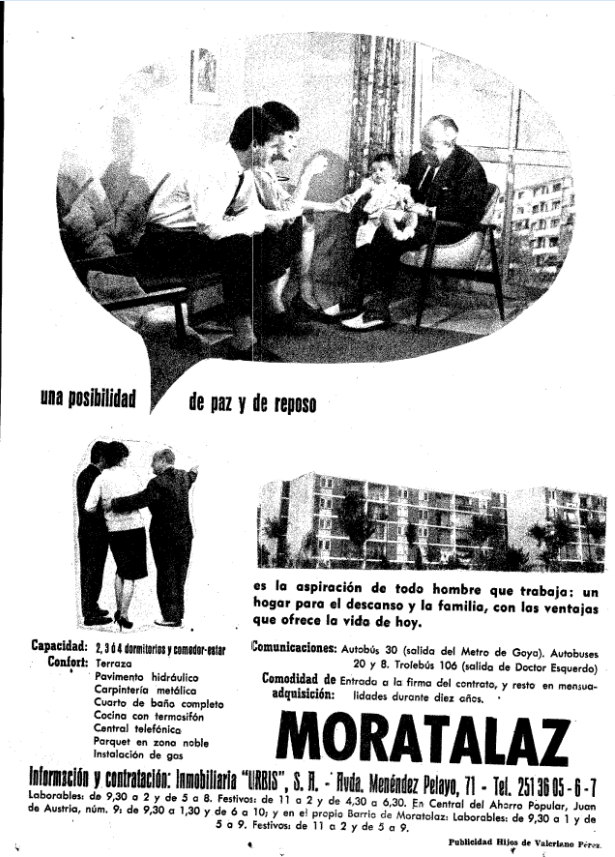 una posibilidad de paz y de reposo
es la aspiración de todo hombre que trabaja: un
hogar para el descanso y la familia, con las ventajas
que ofrece la vida de hoy.
Capacidad: 2, 3 ó 4 dormitorios y comedor-estar
Confort: Terraza
Pavimento hidráulico
Carpintería metálica
Cuarto de baño completo
Cocina con termosifón
Central telefónica
Parquet en zona noble
Instalación de gas
Comunicaciones: Autobús 30 (salida del Metro de Goya). Autobuses
20 y 8. Trolebús 106 (salida de Doctor Esquerdo)
Comodidad de adquisición: Entrada a la firma del contrato, y resto en mensua-
lidades durante diez años.
MORATALAZ
Información y contratación: Inmobiliaria "URBIS", S. A. - Avda. Menéndez Pelayo, 71 - Tel. 251 36 05 - 6 - 7
Laborables: de 9,30 a 2 y de 5 a 8. Festivos: de 11 a 2 y de 4,30 a 6,30. En Central del Ahorro Popular, Juan
de Austria, núm. 9: de 9,30 a 1,30 y de 6 a 10; y en el propio Barrio de Moratalaz: Laborables: de 9,30 a 1 y de
5 a 9. Festivos: de 11 a 2 y de 5 a 9.
Publicidad Hijos de Valeriano Pérez.